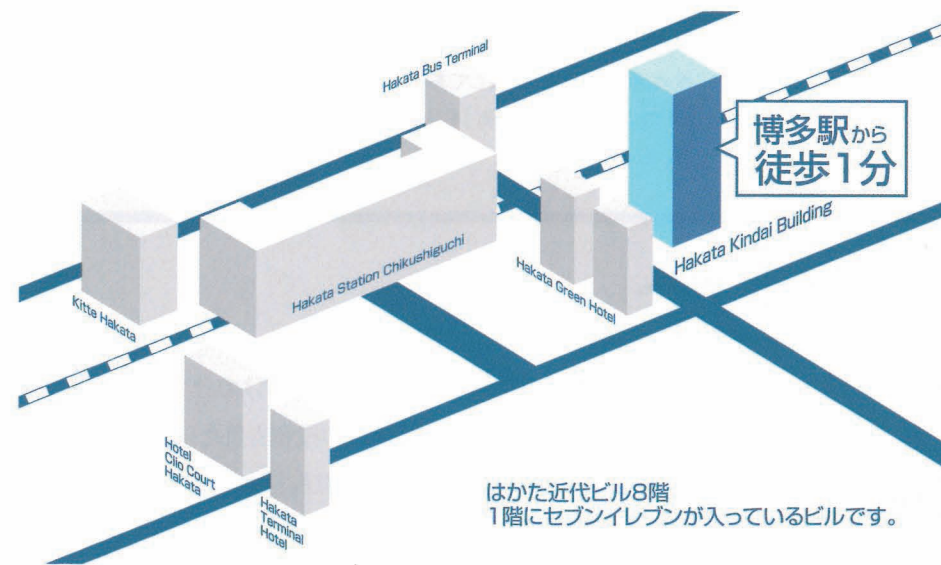 Hakata Bus Terminal
博多駅から
徒歩1分
Hakata Kindai Building
Hakata Station Chikushiguchi
Hakata Green Hotel
Kitte Hakata
Hotel
Clio Court
Hakata
Hakata
Terminal
Hotel
はかた近代ビル8階
1階にセブンイレブンが入っているビルです。